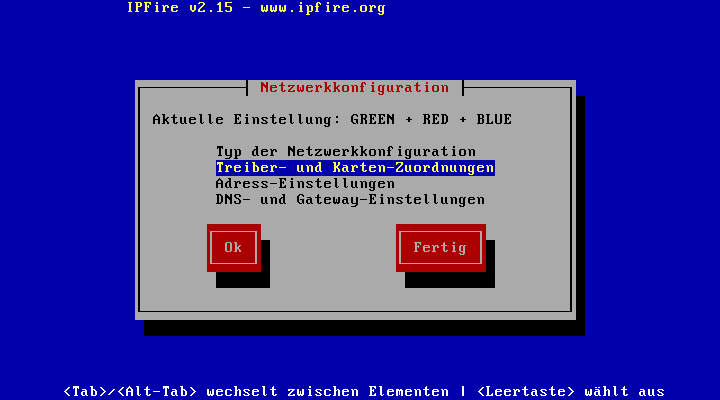 IPFire v2.15 - www.ipfire.org
Netzwerkkonfiguration
Aktuelle Einstellung: GREEN + RED + BLUE
Typ der Netzwerkkonfiguration
Treiber- und Karten-Zuordnungen
Adress-Einstellungen
DNS- und Gateway-Einstellungen
Ok Fertig
<Tab>/<Alt-Tab> wechselt zwischen Elementen | <Leertaste> wählt aus